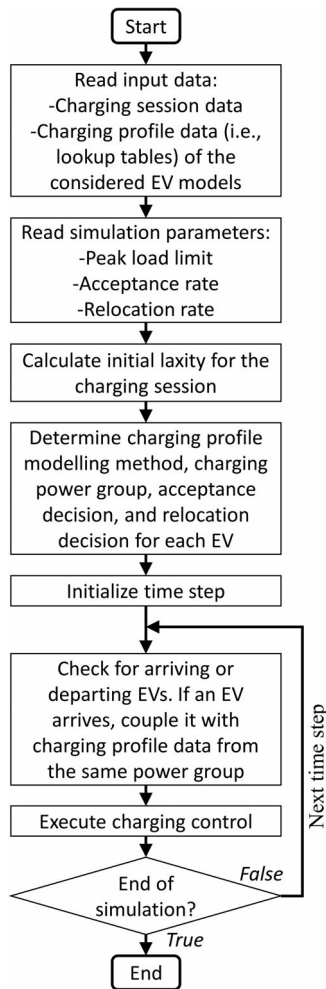 Start
Read input data:
-Charging session data
-Charging profile data (i.e.,
lookup tables) of the
considered EV models
Read simulation parameters:
-Peak load limit
-Acceptance rate
-Relocation rate
Calculate initial laxity for the
charging session
Determine charging profile
modelling method, charging
power group, acceptance
decision, and relocation
decision for each EV
Initialize time step
Check for arriving or
departing EVs. If an EV
arrives, couple it with
charging profile data from
the same power group
Next time step
Execute charging control
End of
simulation?
False
True
End